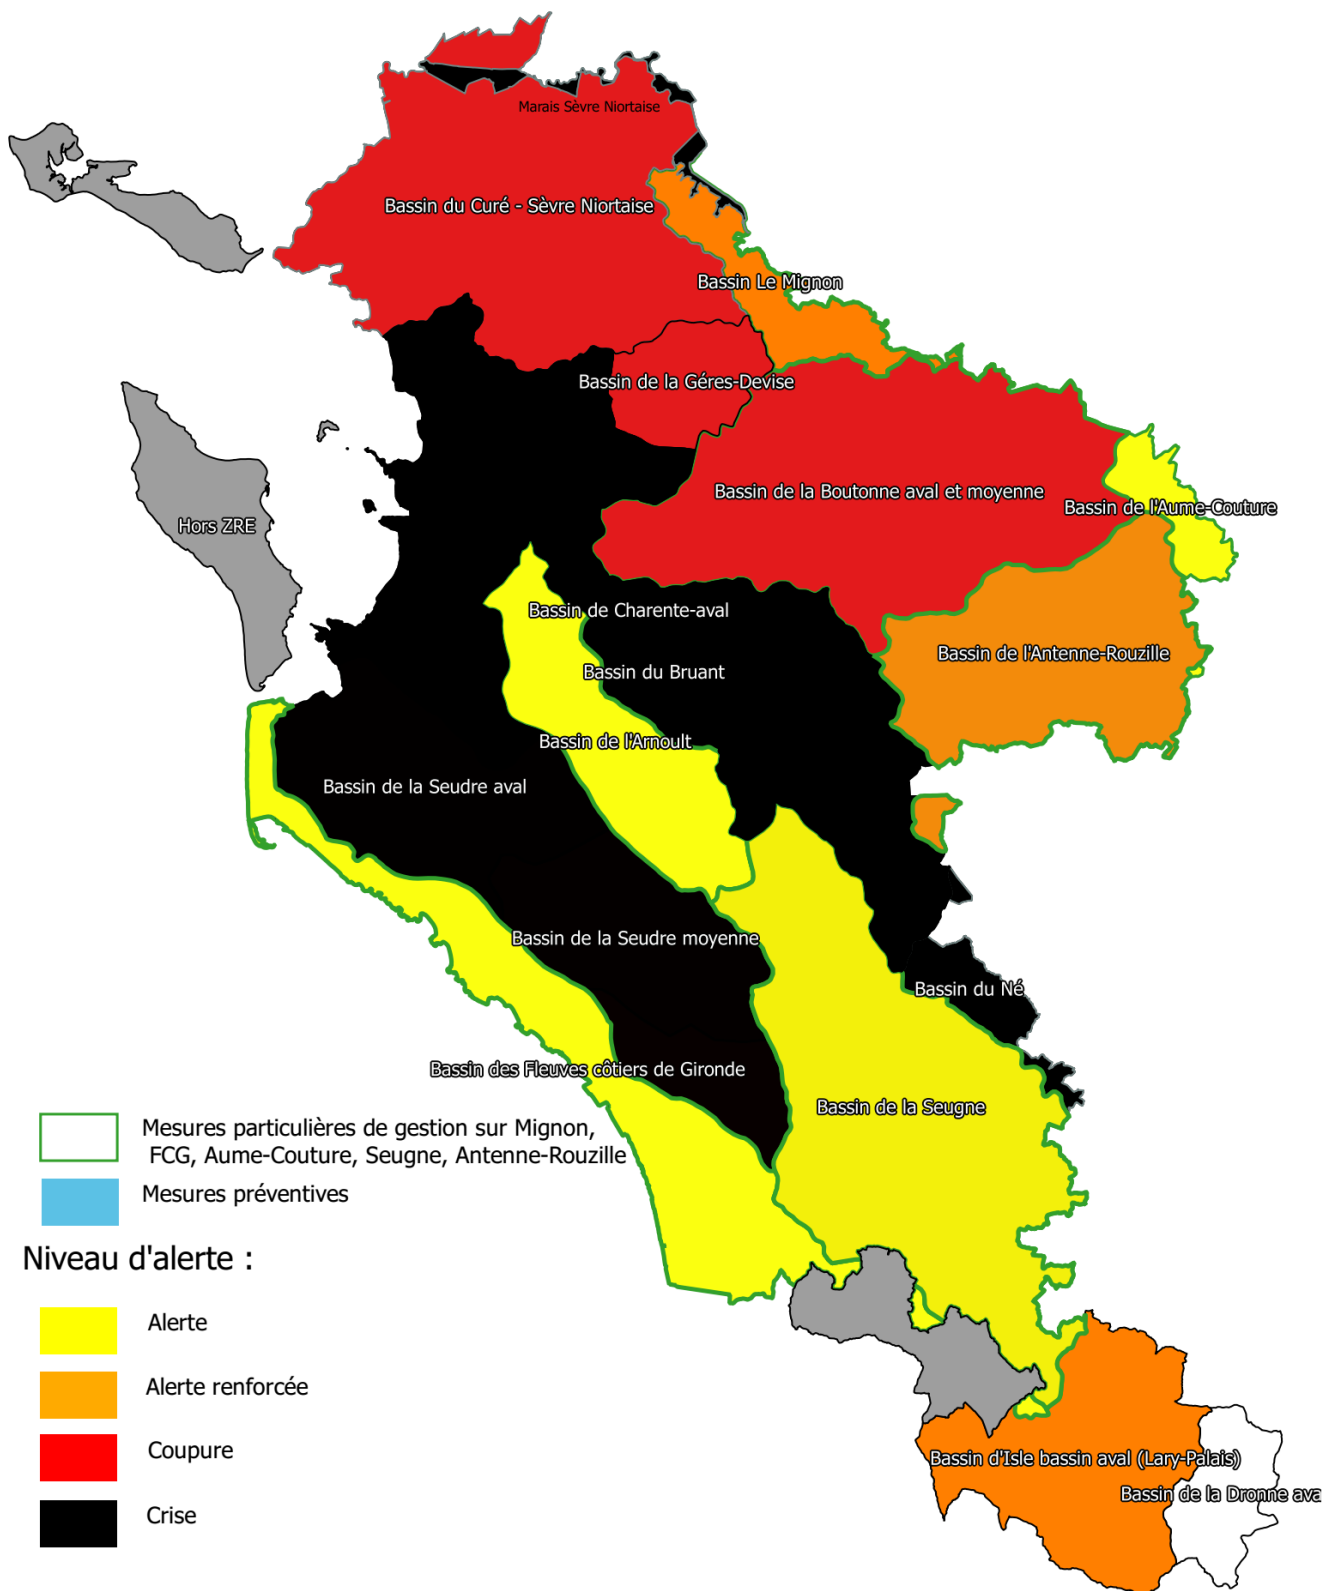 Marais Sèvre Niortaise
Bassin du Curé - Sèvre Niortaise
Bassin Le Mignon
Bassin de la Géres-Devise
Bassin de la Boutonne aval et moyenne
Bassin de l'Aume-Couture
Hors ZRE
Bassin de Charente-aval
Bassin de l'Antenne-Rouzille
Bassin du Bruant
Bassin de l'Arnoult
Bassin de la Seudre aval
Bassin de la Seudre moyenne
Bassin du Né
Bassin des Fleuves côtiers de Gironde
Bassin de la Seugne
Mesures particulières de gestion sur Mignon,
FCG, Aume-Couture, Seugne, Antenne-Rouzille
Mesures préventives
Niveau d'alerte :
Alerte
Alerte renforcée
Coupure
Crise
Bassin d'Isle bassin aval (Lary-Palais)
Bassin de la Dronne ava